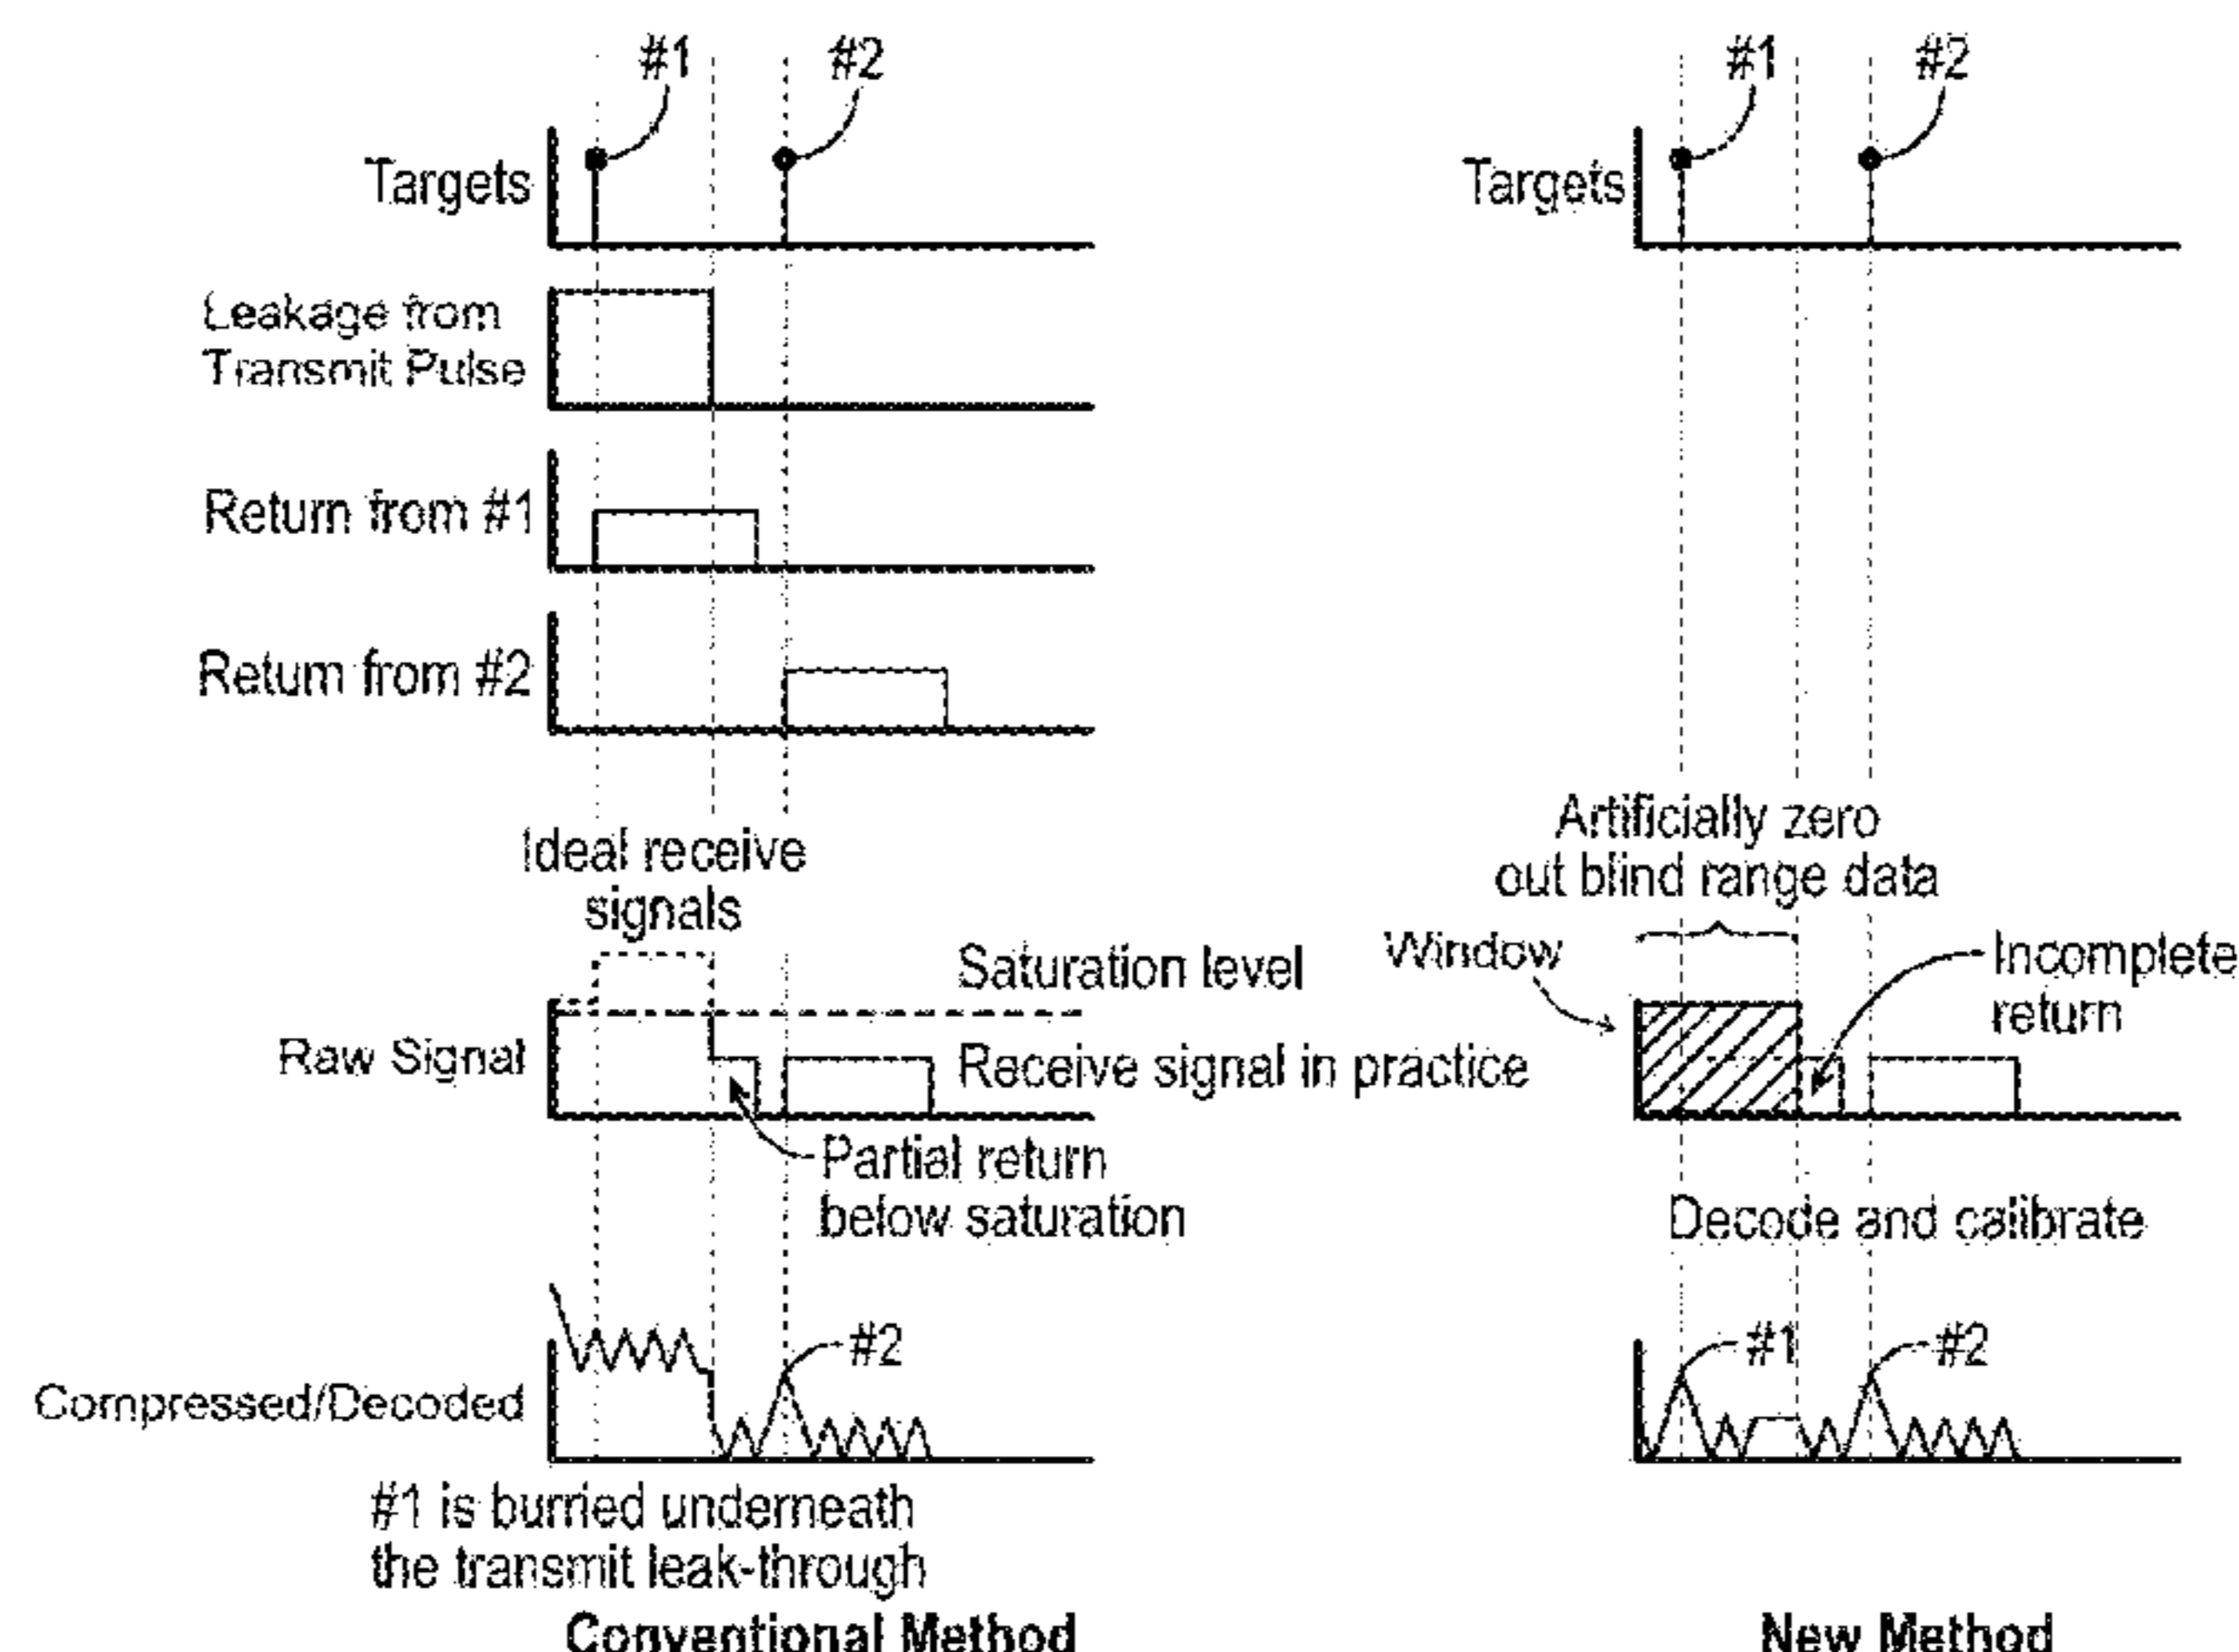 #1
#2
Targets
Leakage from
Transmit Pulse
Return from #1
Return from #2
Ideal receive
signals
Saturation level
Raw Signal
Receive signal in practice
Partial return
below saturation
#2
Compressed/Decoded
#1 is burried underneath
the transmit leak-through
Conventional Method
#1
#2
Targets
Artificially zero
out blind range data
Window
Incomplete
return
Decode and calibrate
#1
#2
New Method